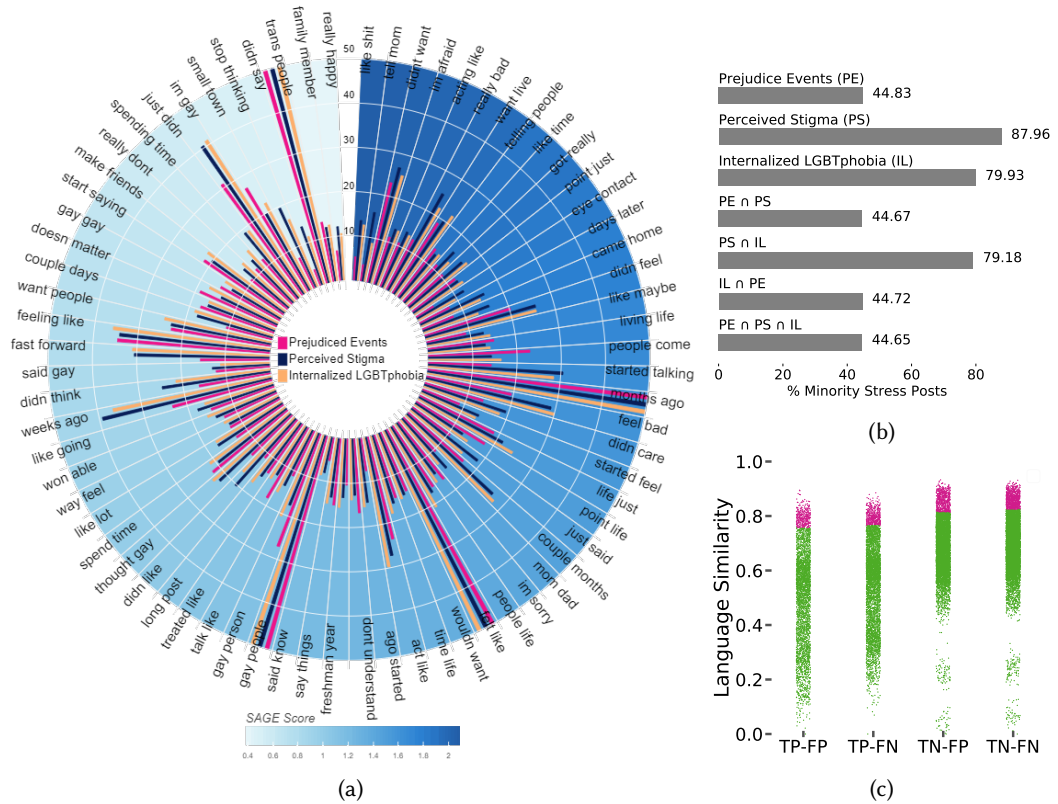 like shit
tell mom
didnt want
im afraid
acting like
really bad
want live
telling people
like time
got really
point just
eye contact
days later
came home
didn feel
like maybe
living life
people come
started talking
months ago
feel bad
didn care
started feel
life just
point life
just said
couple months
mom dad
im sorry
people life
felt like
wouldn want
time life
act like
ago started
dont understand
freshman year
say things
said know
gay people
gay person
talk like
treated like
long post
didn like
thought gay
spend time
like lot
way feel
won able
like going
weeks ago
didn think
said gay
fast forward
feeling like
want people
couple days
doesn matter
gay gay
start saying
make friends
really dont
spending time
just didn
im gay
small town
stop thinking
didn say
trans people
family member
really happy
50
40
30
20
10
Prejudiced Events
Perceived Stigma
Internalized LGBTphobia
SAGE Score
0.4 0.6 0.8 1 1.2 1.4 1.6 1.8 2
(a)
Prejudice Events (PE)
44.83
Perceived Stigma (PS)
87.96
Internalized LGBTphobia (IL)
79.93
PE ∩ PS
44.67
PS ∩ IL
79.18
IL ∩ PE
44.72
PE ∩ PS ∩ IL
44.65
0 20 40 60 80
% Minority Stress Posts
(b)
Language Similarity
1.0
0.8
0.6
0.4
0.2
0.0
TP-FP TP-FN TN-FP TN-FN
(c)